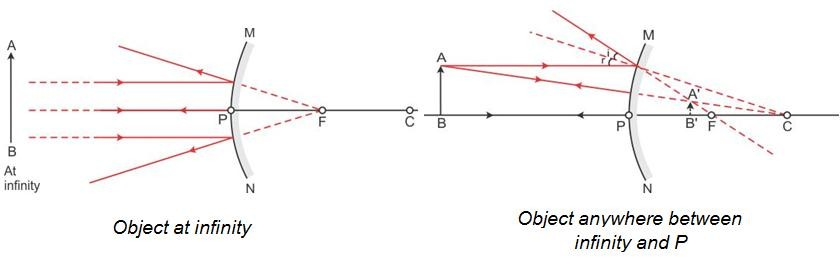 M
A
P
F
C
B
At
infinity
N
Object at infinity
M
A
r i
A'
B
P
B'
F
C
N
Object anywhere between
infinity and P